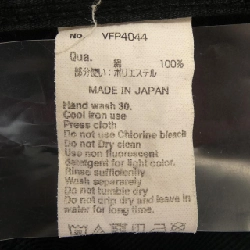 No. VFP4044
Qua.
綿 100%
部分使い:ポリエステル
MADE IN JAPAN
Hand wash 30.
Cool iron use
Press cloth
Do not use Chlorine bleach
Do not Dry clean
Use non fluorescent
detergent for light color.
Rinse sufficiently
Wash separately
Do not tumble dry
Do not grip dry and leave in
water for long time.